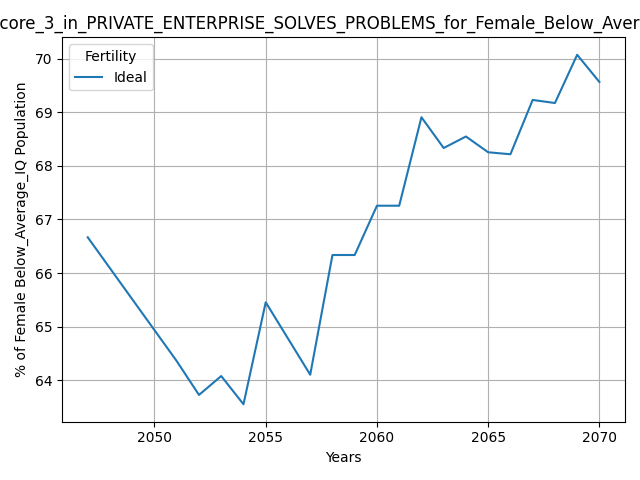 core_3_in_PRIVATE_ENTERPRISE_SOLVES_PROBLEMS_for_Female_Below_Aver
Fertility
Ideal
% of Female Below_Average_IQ Population
70
69
68
67
66
65
64
2050 2055 2060 2065 2070
Years